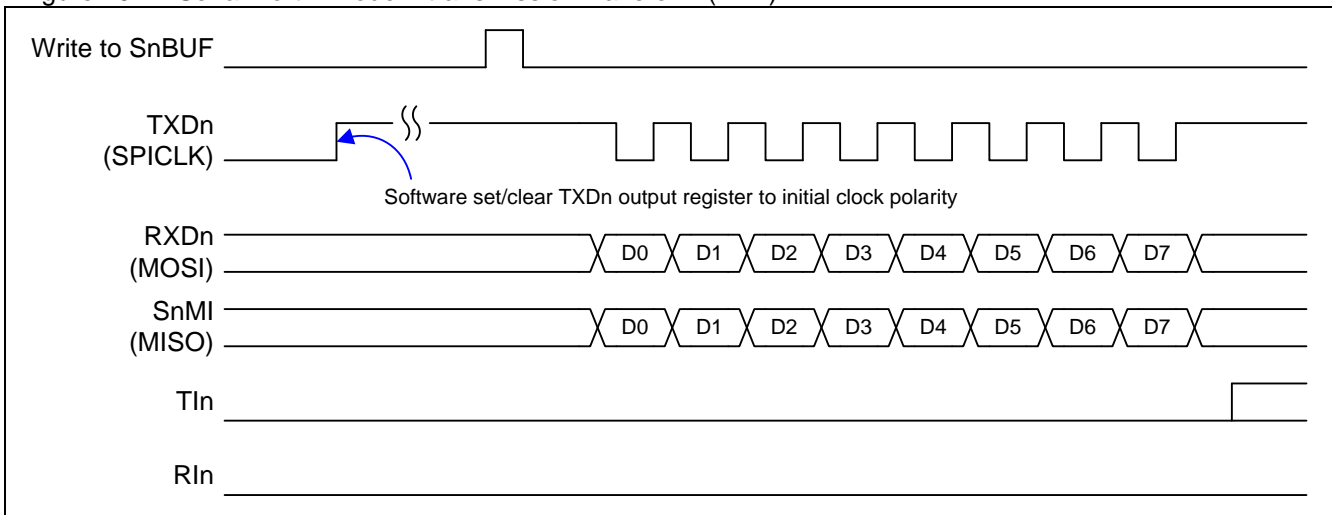 Write to SnBUF
TXDn
(SPICLK)
Software set/clear TXDn output register to initial clock polarity
RXDn
(MOSI)
D0 D1 D2 D3 D4 D5 D6 D7
SnMI
(MISO)
D0 D1 D2 D3 D4 D5 D6 D7
TIn
RIn